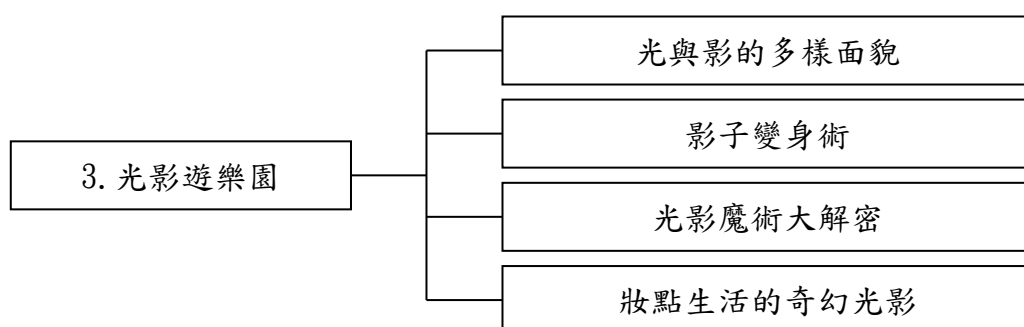 光與影的多樣面貌
影子變身術
3.光影遊樂園
光影魔術大解密
妝點生活的奇幻光影